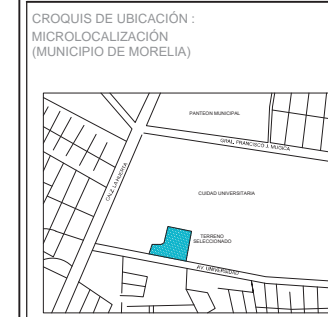 CROQUIS DE UBICACIÓN :
MICROLOCALIZACIÓN
(MUNICIPIO DE MORELIA)
PANTEON MUNICIPAL
GRAL. FRANCISCO J. MUGICA
CALZ. LA HUERTA
CUIDAD UNIVERSITARIA
TERRENO
SELECCIONADO
AV. UNIVERSIDAD